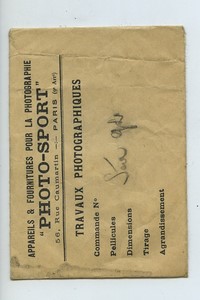 APPAREILS & FOURNITURES POUR LA PHOTOGRAPHIE
"PHOTO-SPORT"
56, Rue Caumartin — PARIS (9e Arrt)
TRAVAUX PHOTOGRAPHIQUES
Commande N°
Pellicules
Dimensions
Tirage
Agrandissement